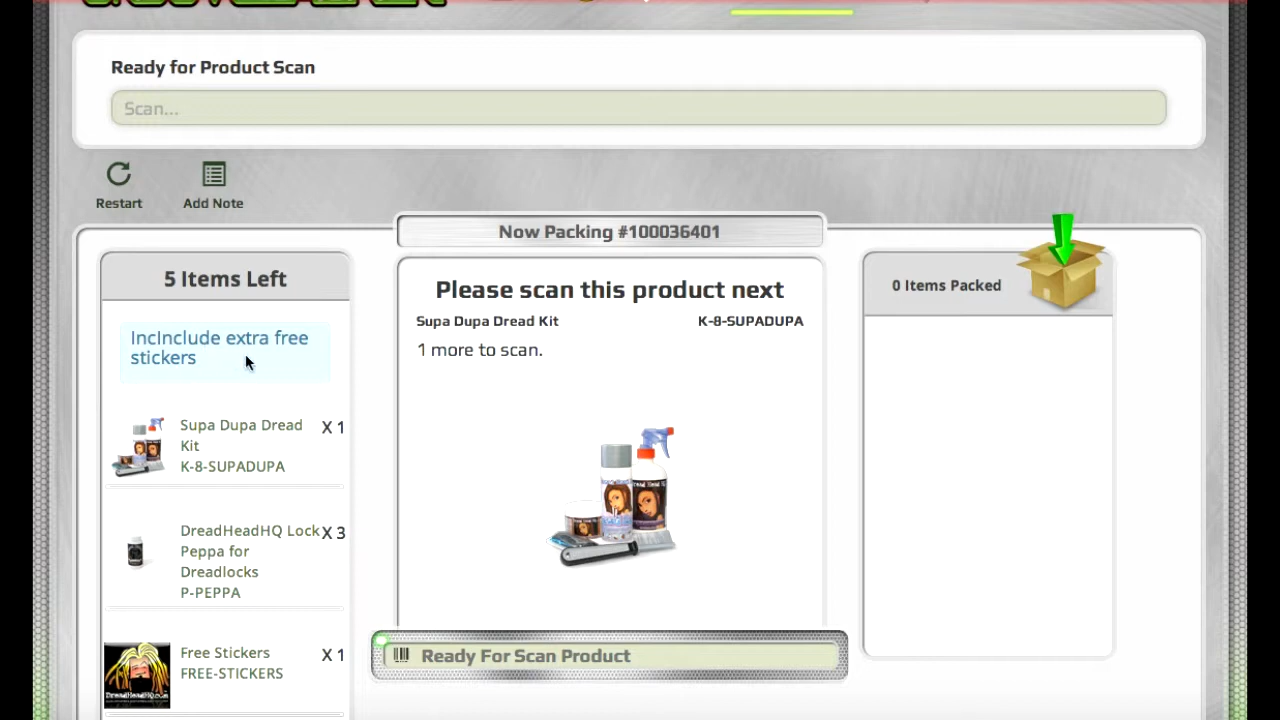 Ready for Product Scan
Scan...
Restart
Add Note
Now Packing #100036401
5 Items Left
IncInclude extra free
stickers
Supa Dupa Dread
Kit
K-8-SUPADUPA
X 1
DreadHeadHQ Lock
Peppa for
Dreadlocks
P-PEPPA
X 3
Free Stickers
FREE-STICKERS
X 1
DreadHeadHQ.com
Please scan this product next
Supa Dupa Dread Kit
K-8-SUPADUPA
1 more to scan.
Ready For Scan Product
0 Items Packed